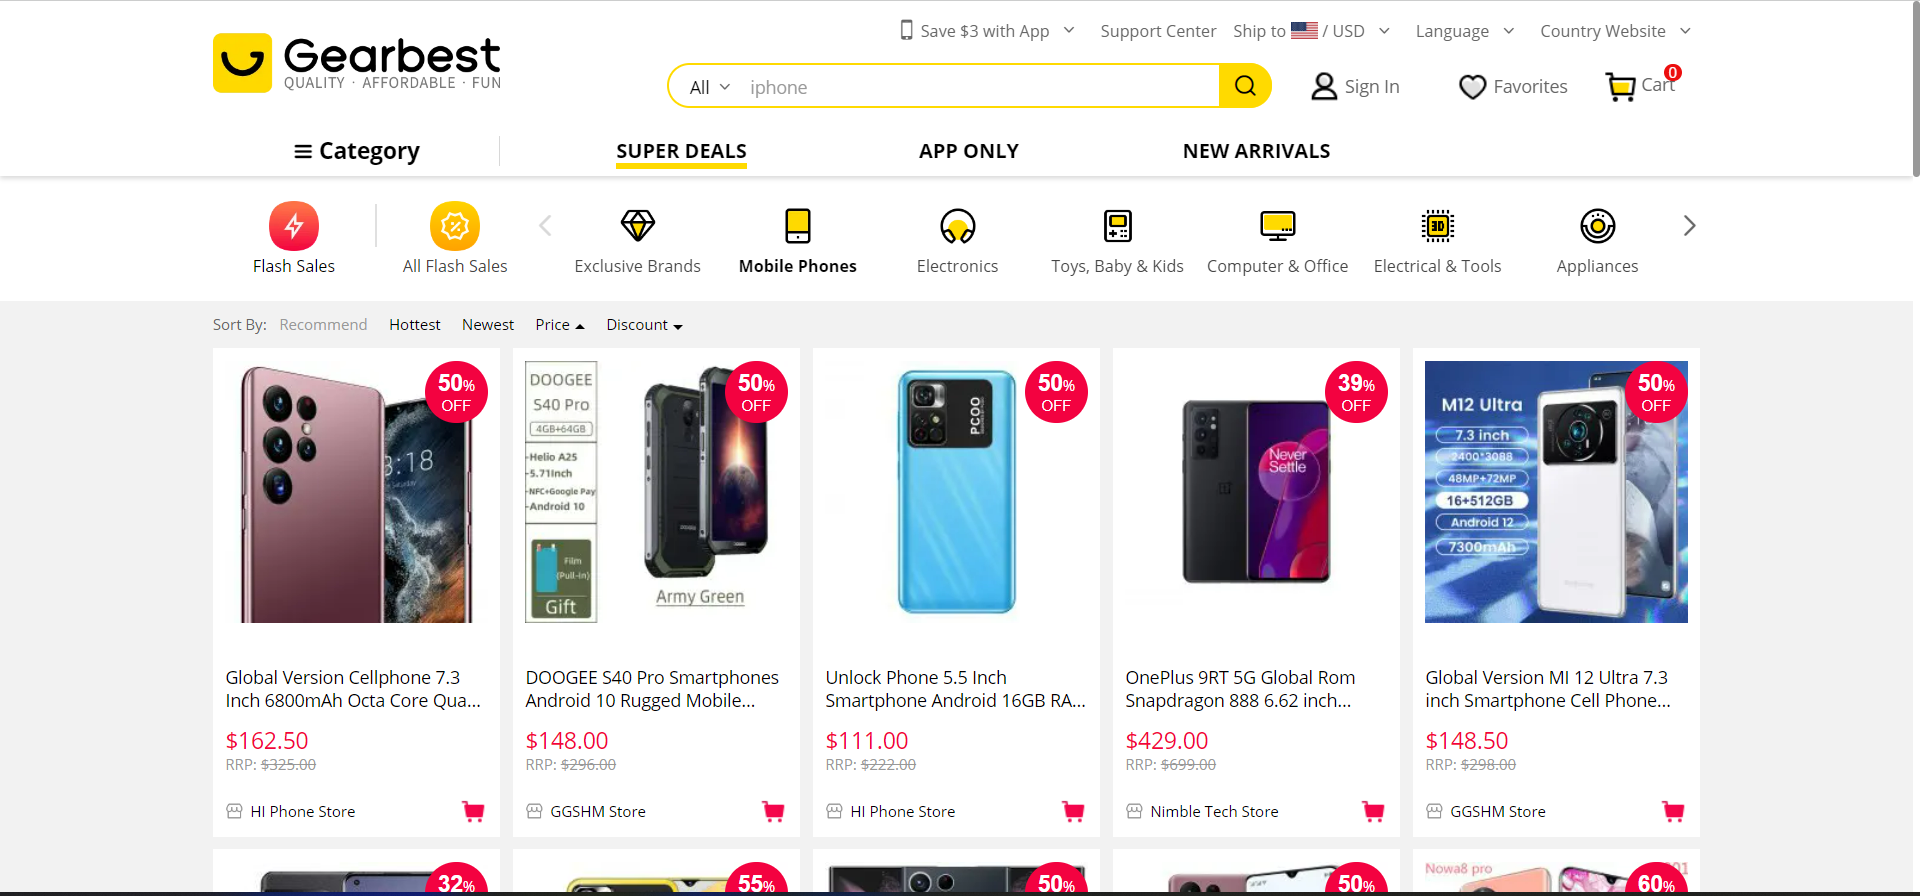 Save $3 with App
Support Center
Ship to / USD
Language
Country Website
Gearbest
QUALITY · AFFORDABLE · FUN
All
iphone
Sign In
Favorites
0
Cart
Category
SUPER DEALS
APP ONLY
NEW ARRIVALS
Flash Sales
All Flash Sales
Exclusive Brands
Mobile Phones
Electronics
Toys, Baby & Kids
3D
Computer & Office
Electrical & Tools
Appliances
Sort By:
Recommend
Hottest
Newest
Price
Discount
50%
OFF
3:18
Global Version Cellphone 7.3
Inch 6800mAh Octa Core Qua...
$162.50
RRP: $325.00
HI Phone Store
DOOGEE
S40 Pro
4GB+64GB
-Helio A25
-5.71Inch
-NFC+Google Pay
-Android 10
Film
(Pull-in)
Gift
Army Green
50%
OFF
DOOGEE S40 Pro Smartphones
Android 10 Rugged Mobile...
$148.00
RRP: $296.00
GGSHM Store
50%
OFF
PCOO
Unlock Phone 5.5 Inch
Smartphone Android 16GB RA...
$111.00
RRP: $222.00
HI Phone Store
39%
OFF
Never
Settle
OnePlus 9RT 5G Global Rom
Snapdragon 888 6.62 inch...
$429.00
RRP: $699.00
Nimble Tech Store
M12 Ultra
7.3 inch
2400*3088
48MP+72MP
16+512GB
Android 12
7300mAh
50%
OFF
Global Version MI 12 Ultra 7.3
inch Smartphone Cell Phone...
$148.50
RRP: $298.00
GGSHM Store
32%
55%
50%
50%
Nowa8 pro
60%